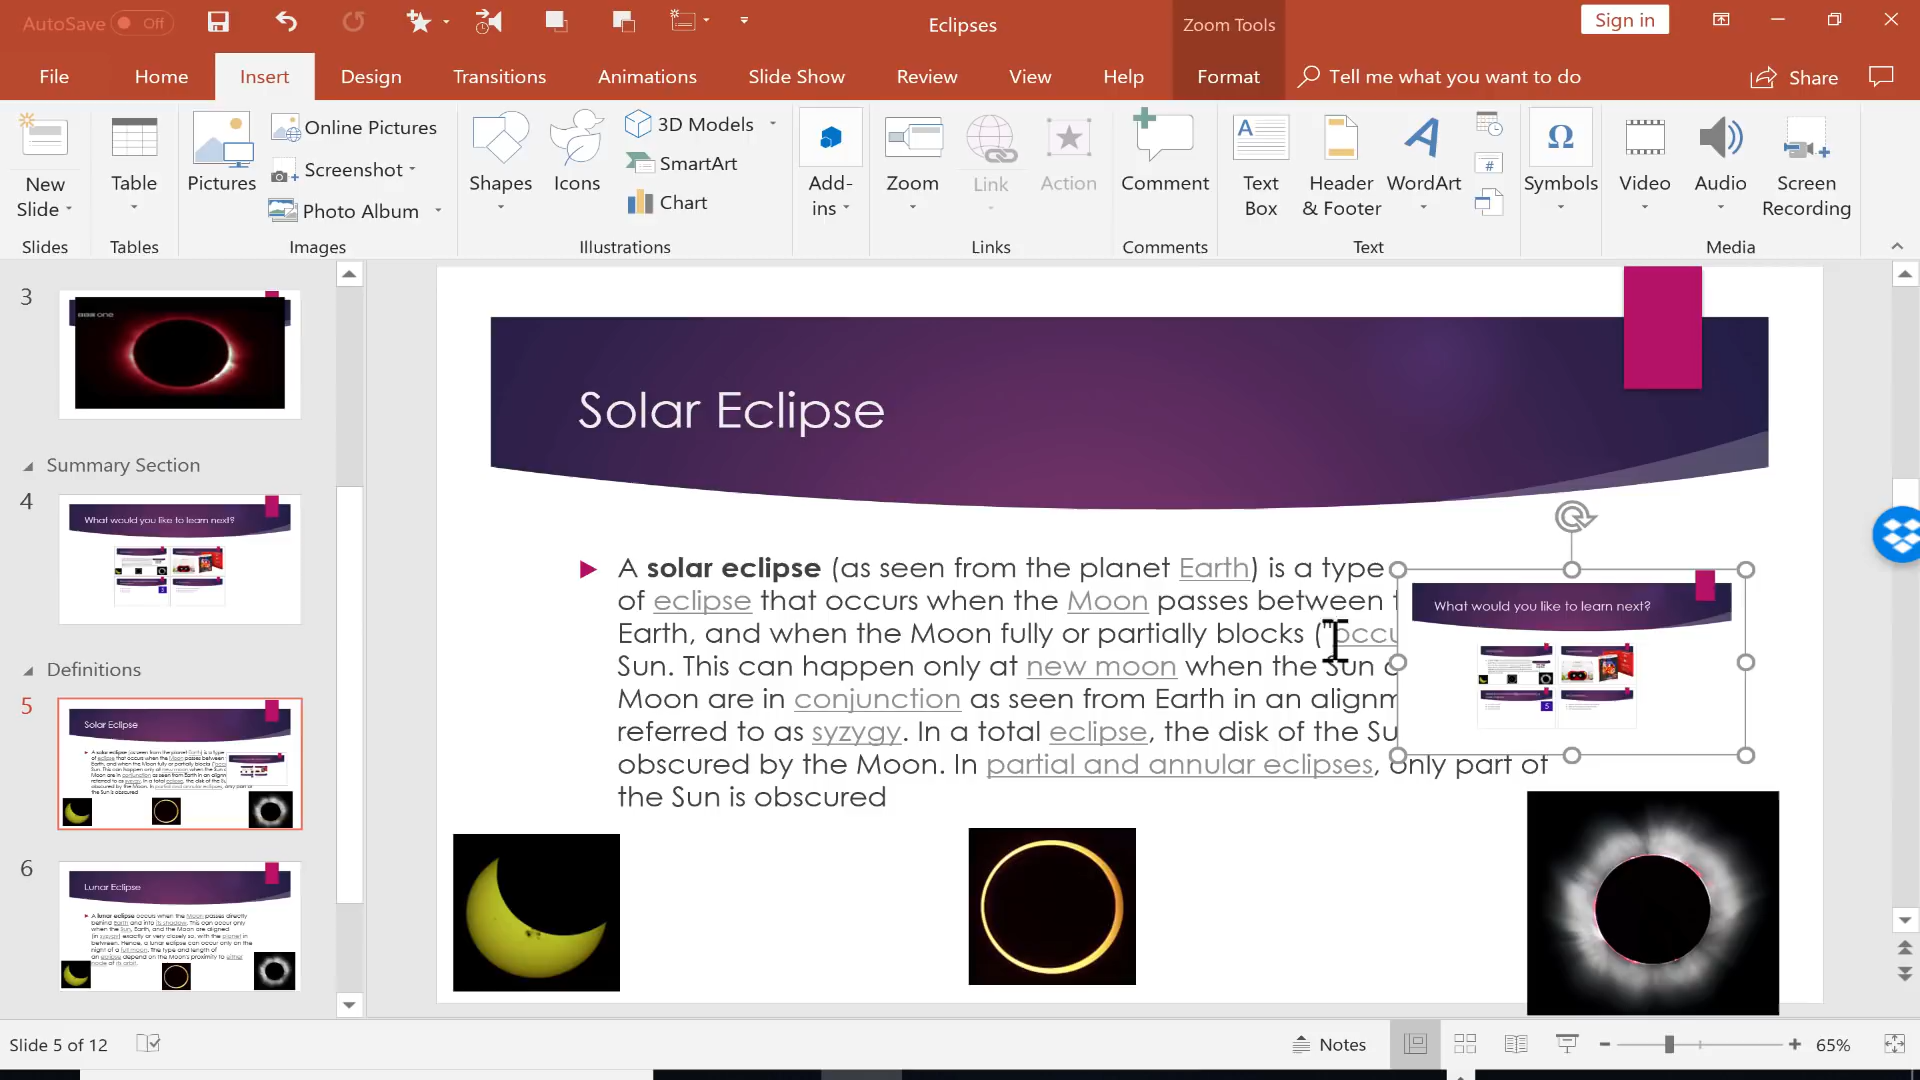 AutoSave Off
Eclipses
Zoom Tools
Sign in
File Home Insert Design Transitions Animations Slide Show Review View Help Format Tell me what you want to do Share
New Slide
Slides
Table
Tables
Pictures
Online Pictures
Screenshot
Photo Album
Images
Shapes
Icons
3D Models
SmartArt
Chart
Illustrations
Add-ins
Zoom
Link
Action
Links
Comment
Comments
Text Box
Header & Footer
WordArt
Text
Symbols
Video
Audio
Screen Recording
Media
3
Summary Section
4
What would you like to learn next?
Definitions
5
Solar Eclipse
6
Lunar Eclipse
Solar Eclipse
A solar eclipse (as seen from the planet Earth) is a type
of eclipse that occurs when the Moon passes between
Earth, and when the Moon fully or partially blocks ("occu
Sun. This can happen only at new moon when the Sun
Moon are in conjunction as seen from Earth in an alignm
referred to as syzygy. In a total eclipse, the disk of the Su
obscured by the Moon. In partial and annular eclipses, only part of
the Sun is obscured
What would you like to learn next?
Slide 5 of 12
Notes
65%